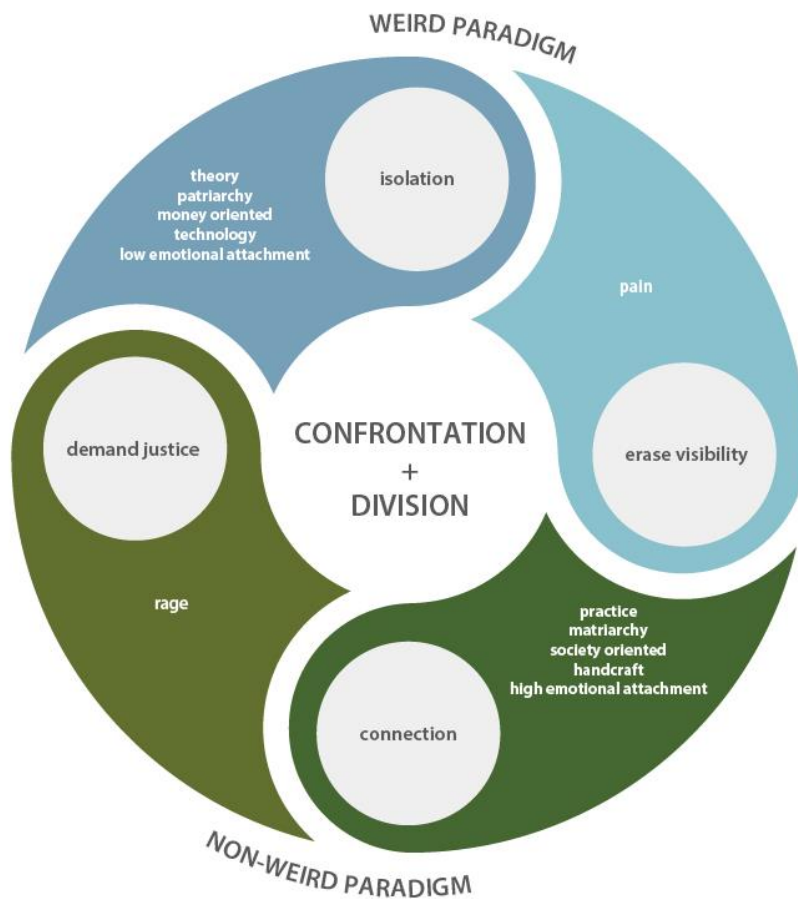 WEIRD PARADIGM
isolation
theory
patriarchy
money oriented
technology
low emotional attachment
pain
demand justice
CONFRONTATION
+
DIVISION
erase visibility
rage
practice
matriarchy
society oriented
handcraft
high emotional attachment
connection
NON-WEIRD PARADIGM